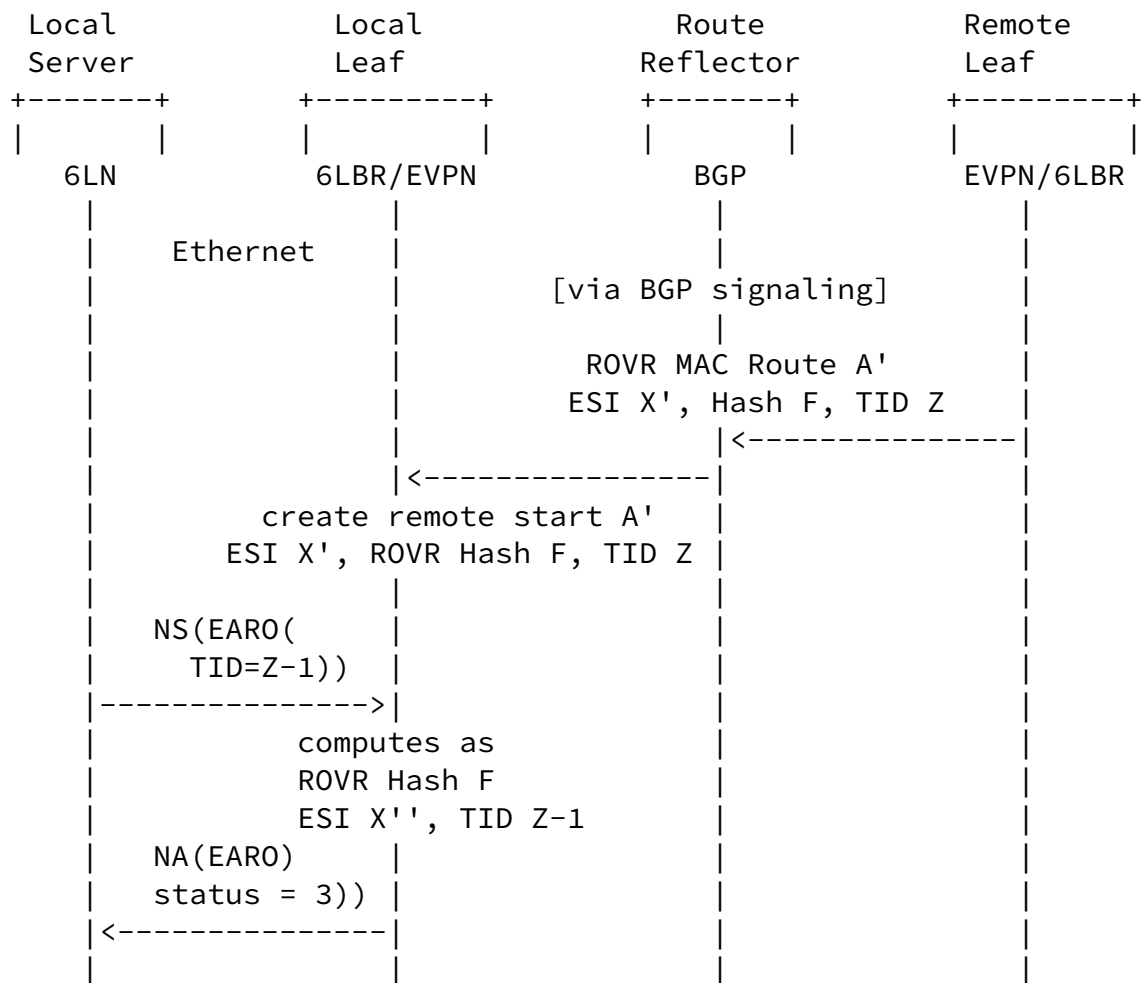 Local Local Route Remote
Server Leaf Reflector Leaf
+-------+ +---------+ +-------+ +---------+
| | | | | | | |
6LN 6LBR/EVPN BGP EVPN/6LBR
| | | |
| Ethernet | | |
| | [via BGP signaling] |
| | | |
| | ROVR MAC Route A' |
| | ESI X', Hash F, TID Z |
| | |<---------------|
| |<----------------| |
| create remote start A' | |
| ESI X', ROVR Hash F, TID Z | |
| | | |
| NS(EARO( | | |
| TID=Z-1)) | | |
|--------------->| | |
| computes as | |
| ROVR Hash F | |
| ESI X'', TID Z-1 | |
| NA(EARO) | | |
| status = 3)) | | |
|<---------------| | |
| | | |